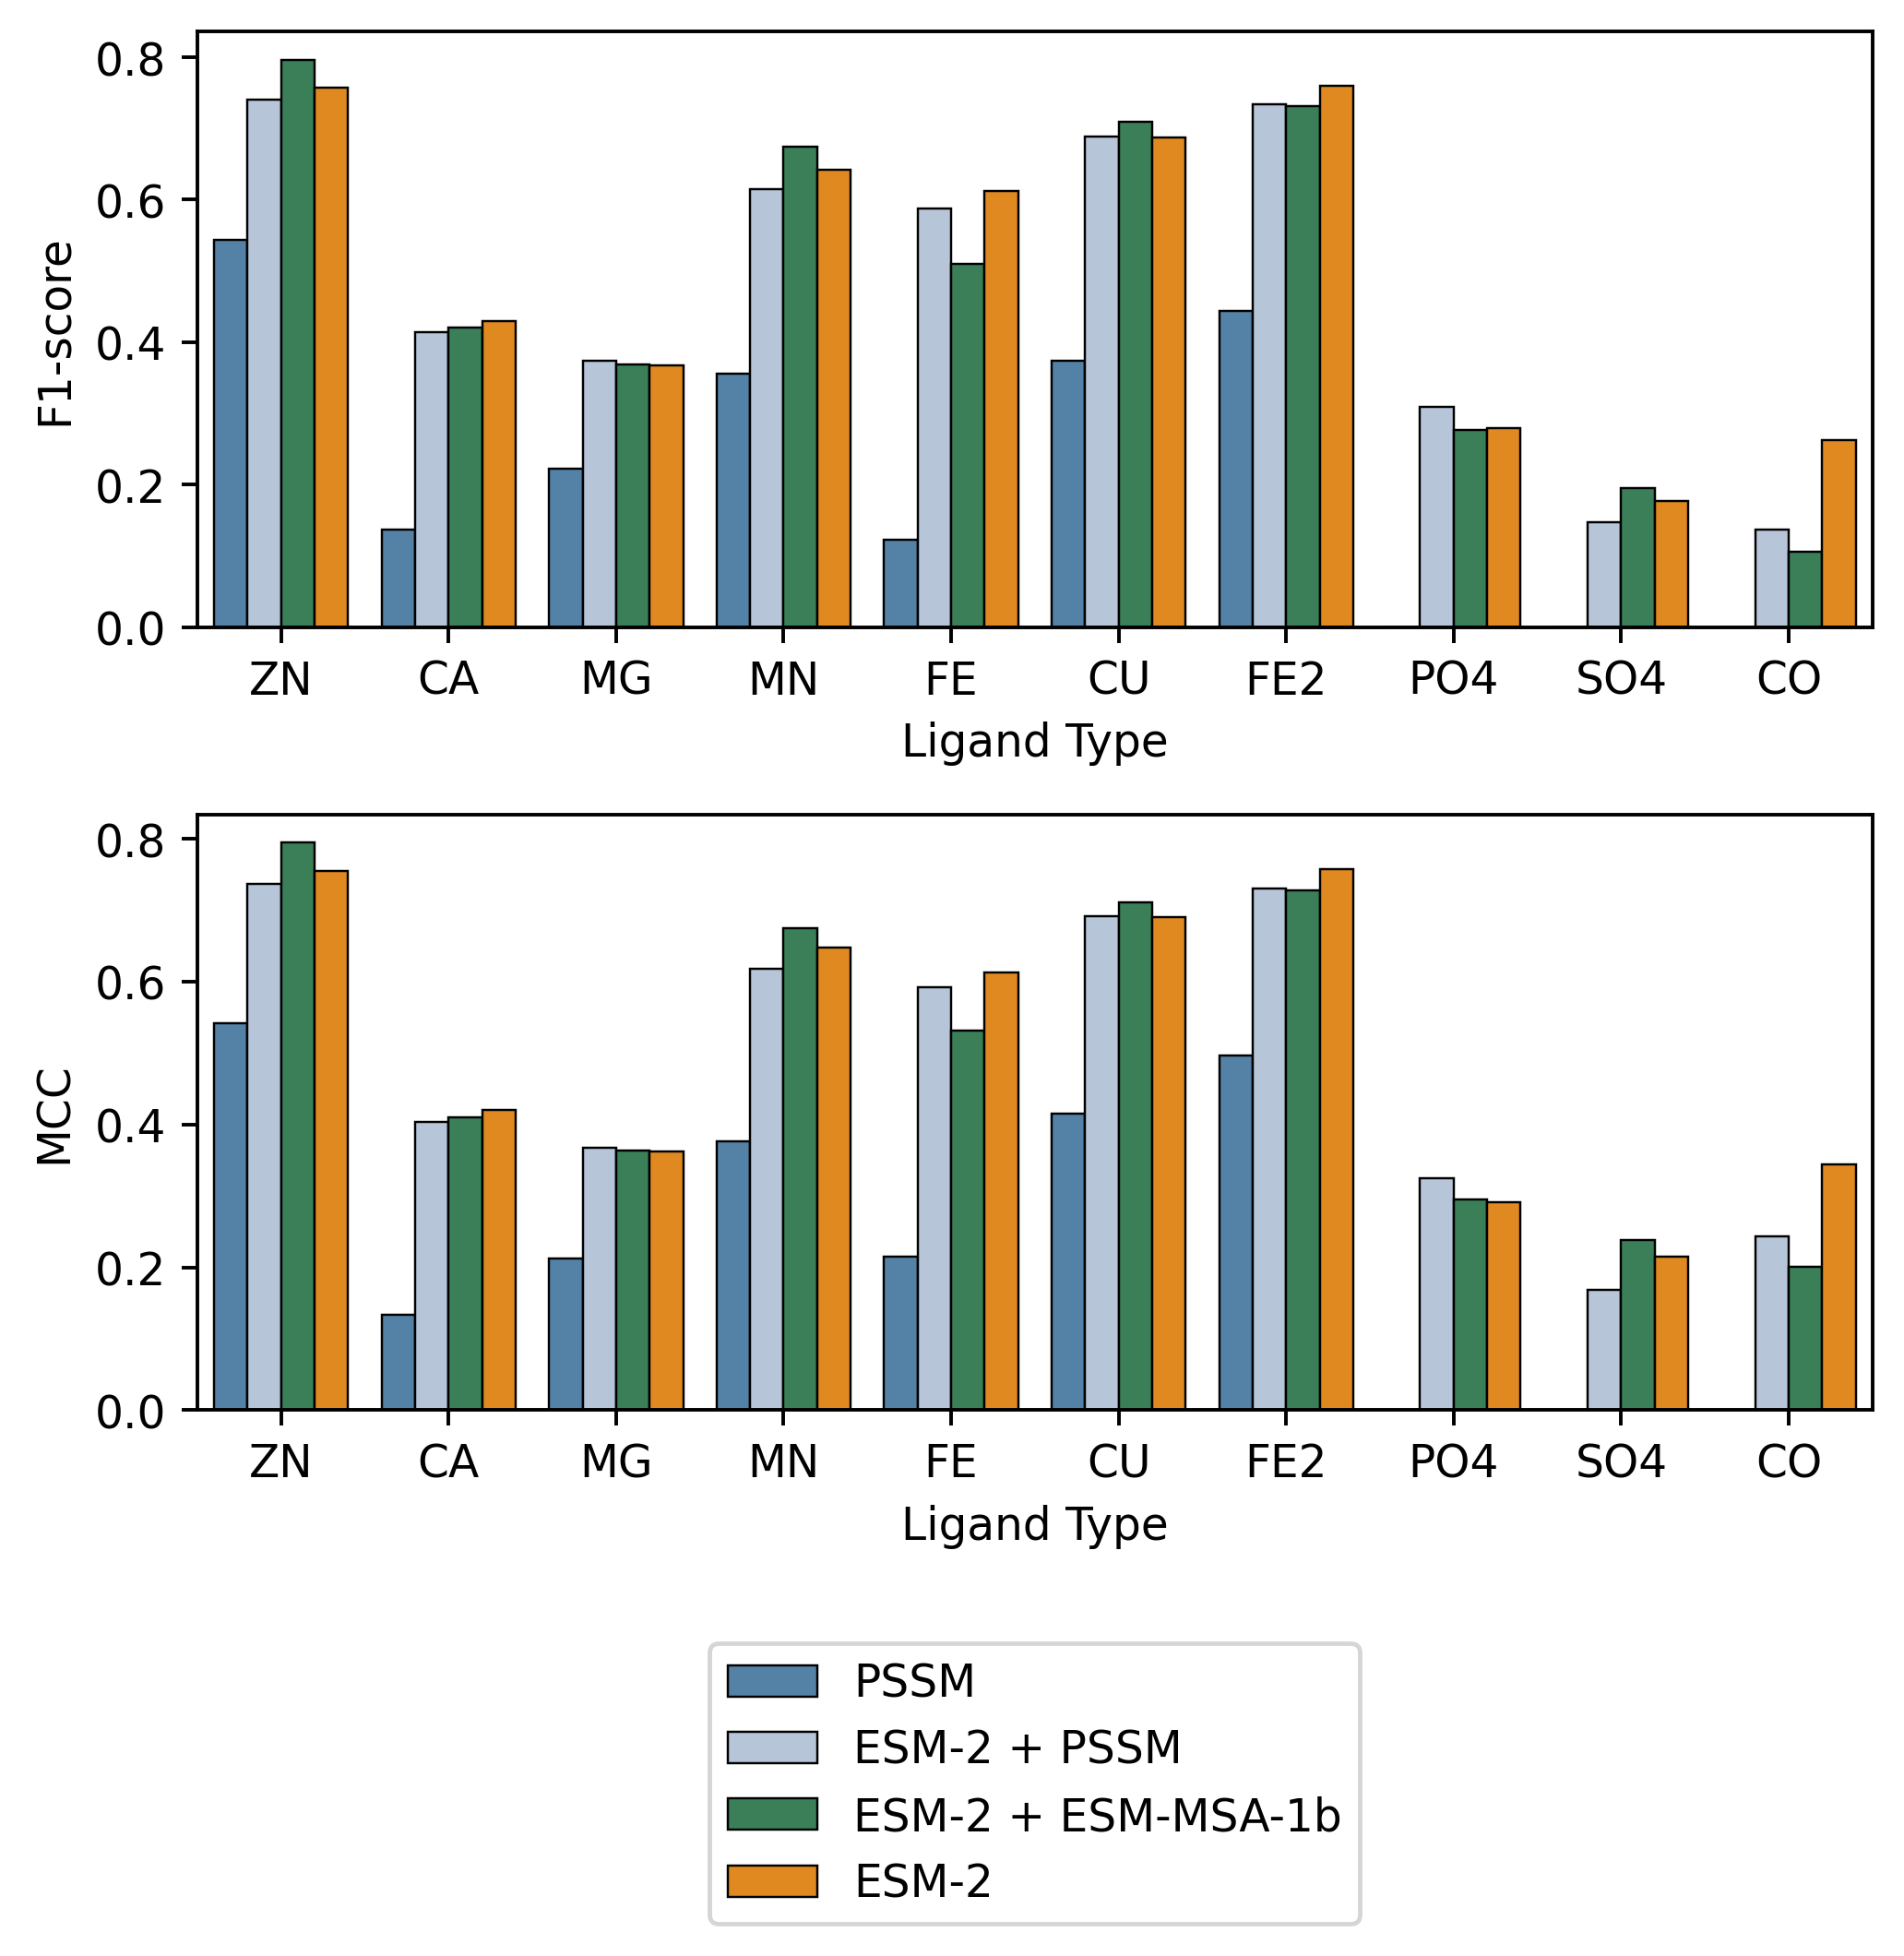 0.8
0.6
0.4
0.2
0.0
F1-score
ZN CA MG MN FE CU FE2 PO4 SO4 CO
Ligand Type
0.8
0.6
0.4
0.2
0.0
MCC
ZN CA MG MN FE CU FE2 PO4 SO4 CO
Ligand Type
PSSM
ESM-2 + PSSM
ESM-2 + ESM-MSA-1b
ESM-2